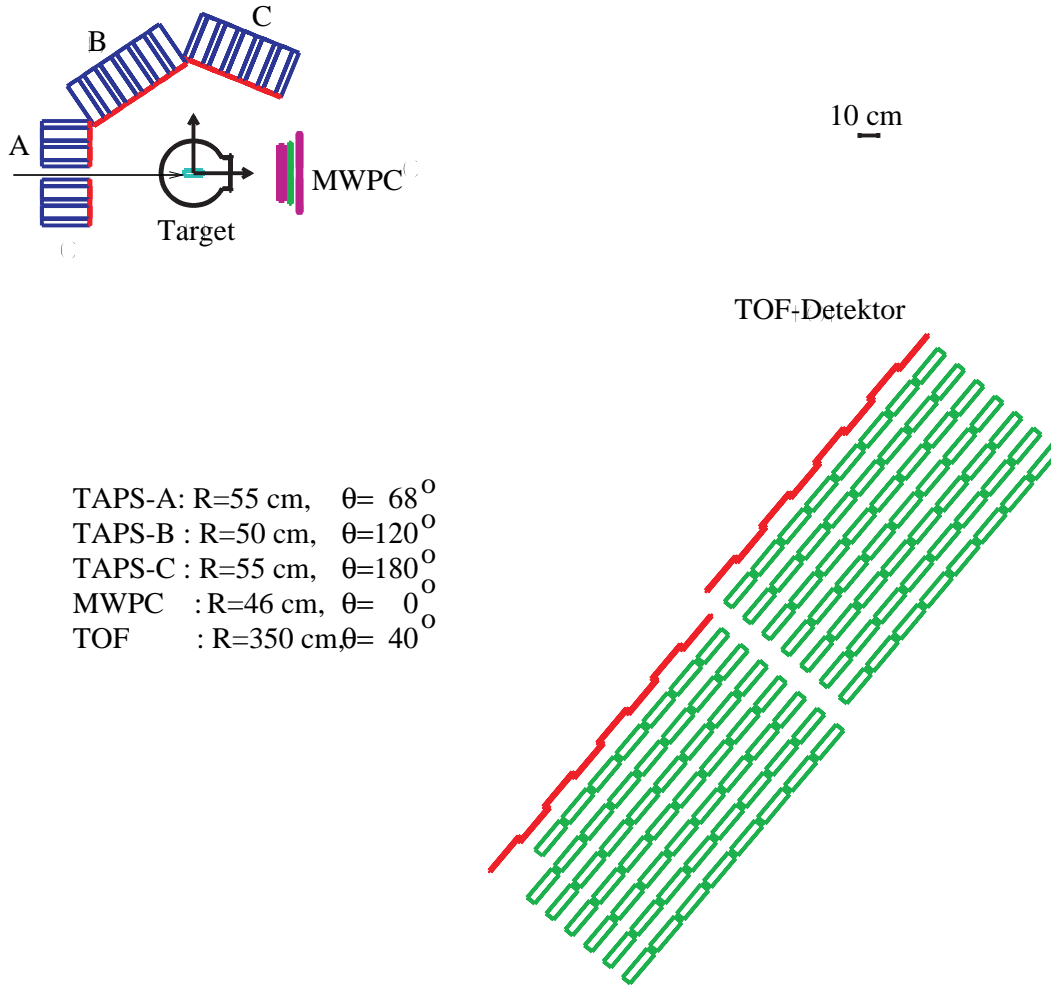 C
B
10 cm
A
MWPC
Target
TOF-Detektor
TAPS-A: R=55 cm, θ= 68°
TAPS-B : R=50 cm, θ=120°
TAPS-C : R=55 cm, θ=180°
MWPC : R=46 cm, θ= 0°
TOF : R=350 cm,θ= 40°